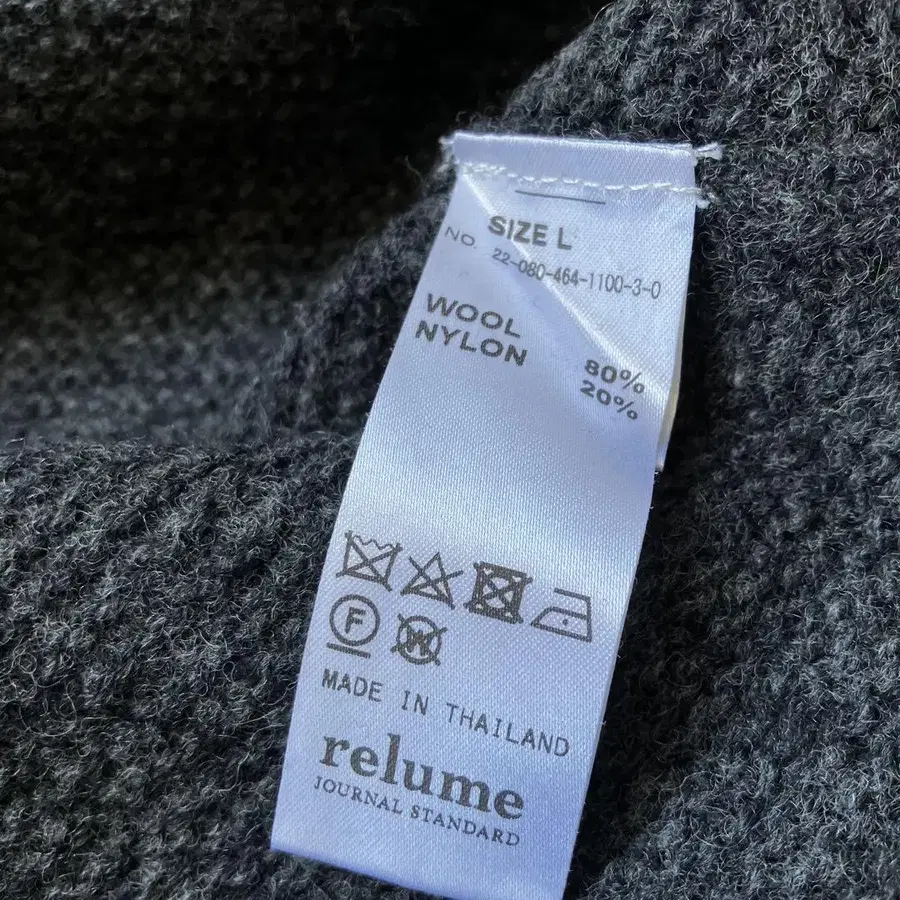 SIZE L
NO. 22-080-464-1100-3-0
WOOL 80%
NYLON 20%
F
W
MADE IN THAILAND
relume
JOURNAL STANDARD